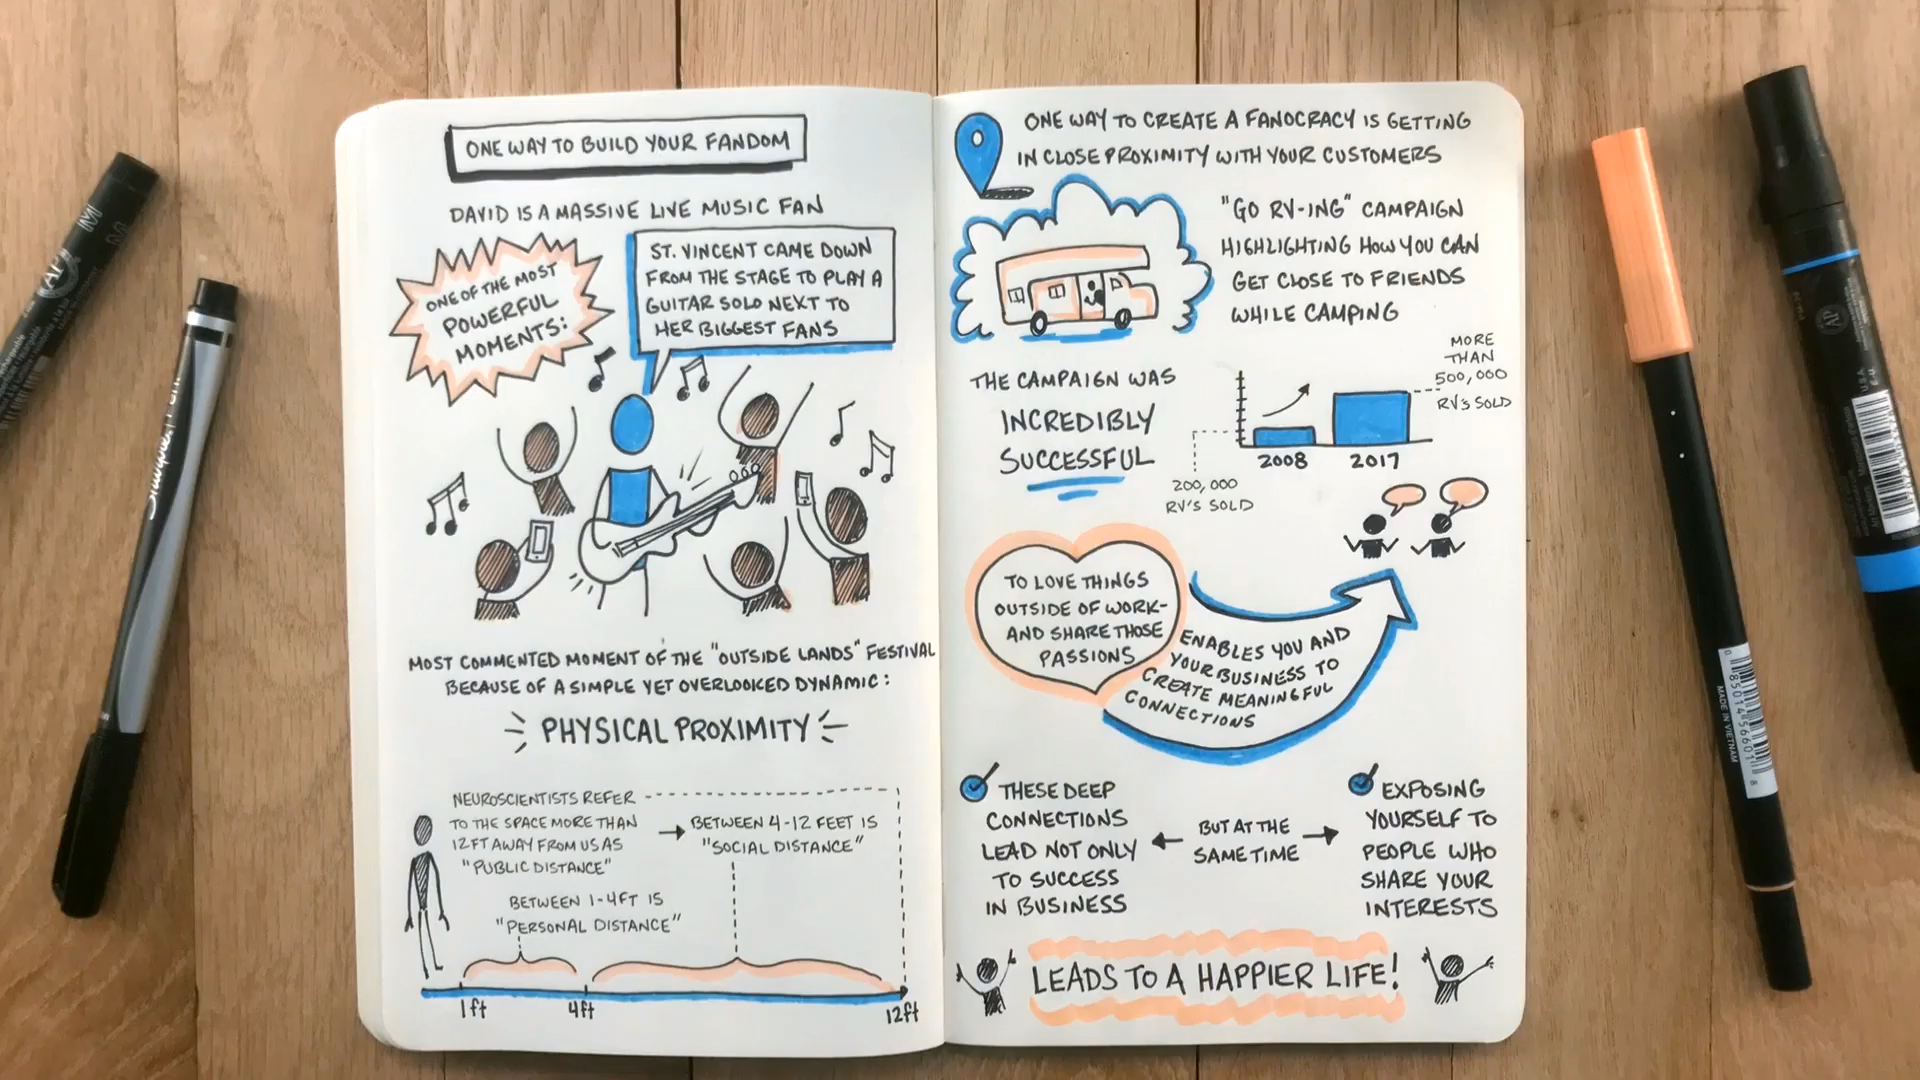 ONE WAY TO BUILD YOUR FANDOM
DAVID IS A MASSIVE LIVE MUSIC FAN
ONE OF THE MOST
POWERFUL
MOMENTS:
ST. VINCENT CAME DOWN
FROM THE STAGE TO PLAY A
GUITAR SOLO NEXT TO
HER BIGGEST FANS
MOST COMMENTED MOMENT OF THE "OUTSIDE LANDS" FESTIVAL
BECAUSE OF A SIMPLE YET OVERLOOKED DYNAMIC:
PHYSICAL PROXIMITY
NEUROSCIENTISTS REFER
TO THE SPACE MORE THAN
12FT AWAY FROM US AS
"PUBLIC DISTANCE"
BETWEEN 4-12 FEET IS
"SOCIAL DISTANCE"
BETWEEN 1-4FT IS
"PERSONAL DISTANCE"
1ft
4ft
12ft
ONE WAY TO CREATE A FANOCRACY IS GETTING
IN CLOSE PROXIMITY WITH YOUR CUSTOMERS
"GO RV-ING" CAMPAIGN
HIGHLIGHTING HOW YOU CAN
GET CLOSE TO FRIENDS
WHILE CAMPING
THE CAMPAIGN WAS
INCREDIBLY
SUCCESSFUL
MORE
THAN
500,000
RV's SOLD
2008
2017
200,000
RV'S SOLD
TO LOVE THINGS
OUTSIDE OF WORK-
AND SHARE THOSE
PASSIONS
ENABLES YOU AND
YOUR BUSINESS TO
CREATE MEANINGFUL
CONNECTIONS
THESE DEEP
CONNECTIONS
LEAD NOT ONLY
TO SUCCESS
IN BUSINESS
BUT AT THE
SAME TIME
EXPOSING
YOURSELF TO
PEOPLE WHO
SHARE YOUR
INTERESTS
LEADS TO A HAPPIER LIFE!
M
AP
Sharpie
MADE IN VIETNAM
AP